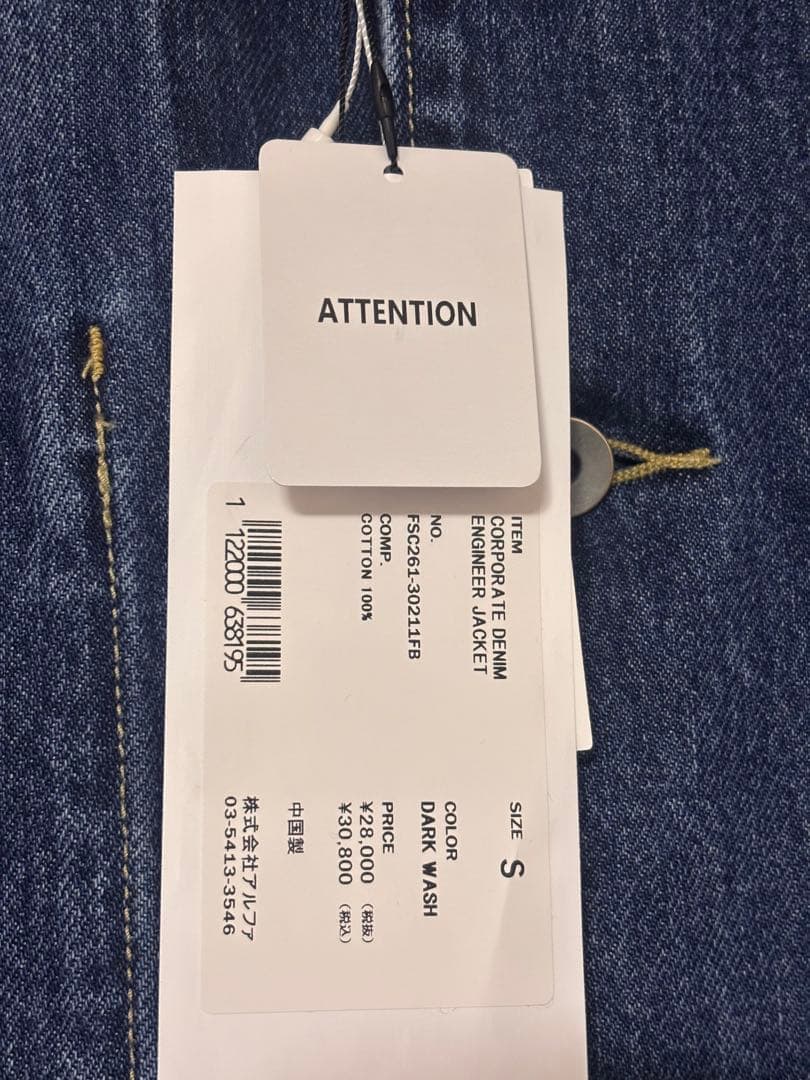 ATTENTION
ITEM
CORPORATE DENIM
ENGINEER JACKET
SIZE S
NO.
FSC261-30211FB
COLOR
DARK WASH
COMP.
COTTON 100%
PRICE
¥28,000 (税抜)
¥30,800 (税込)
中国製
1 122000 638195
株式会社アルファ
03-5413-3546